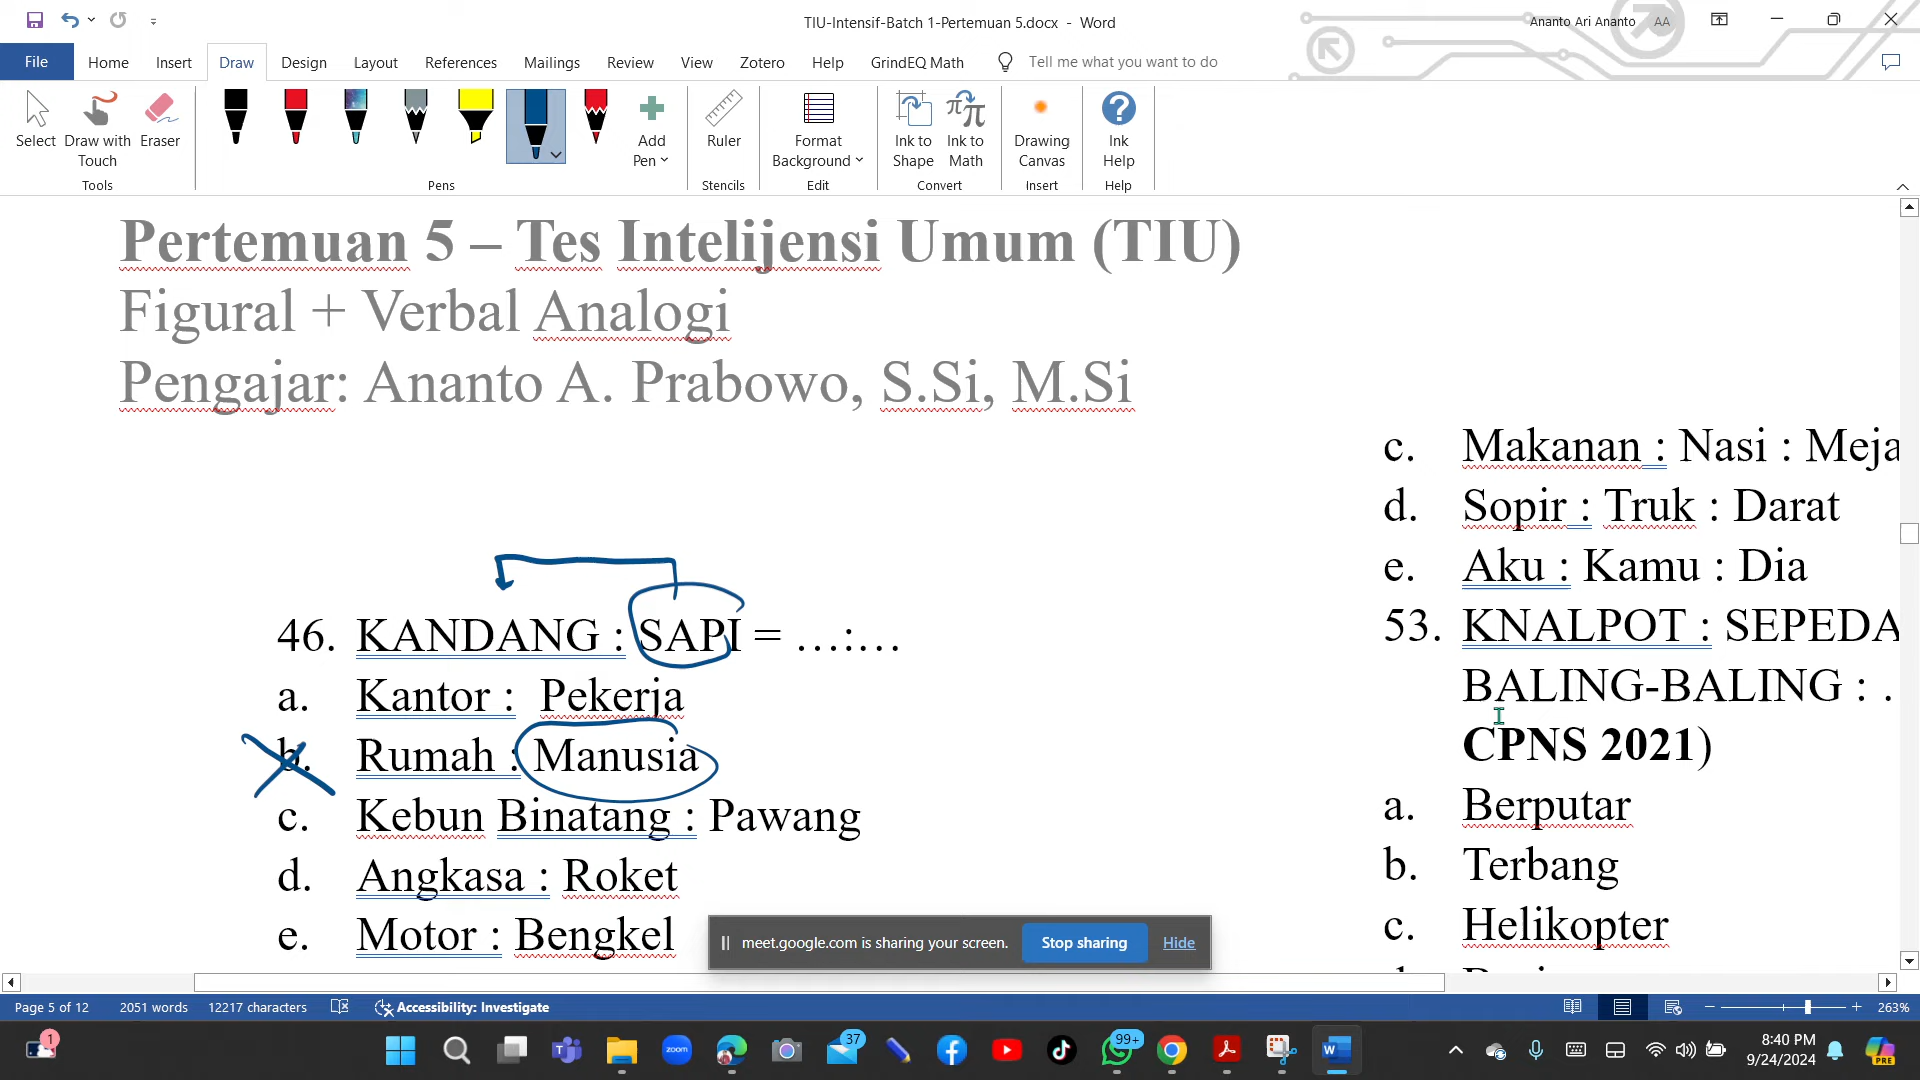 TIU-Intensif-Batch 1-Pertemuan 5.docx - Word
Ananto Ari Ananto AA
File Home Insert Draw Design Layout References Mailings Review View Zotero Help GrindEQ Math Tell me what you want to do
Select Draw with Touch Eraser
Add Pen
Ruler
Format Background
Ink to Shape Ink to Math
Drawing Canvas
Ink Help
Tools Pens Stencils Edit Convert Insert Help
Pertemuan 5 – Tes Intelijensi Umum (TIU)
Figural + Verbal Analogi
Pengajar: Ananto A. Prabowo, S.Si, M.Si
46. KANDANG : SAPI = …:…
a. Kantor : Pekerja
b. Rumah : Manusia
c. Kebun Binatang : Pawang
d. Angkasa : Roket
e. Motor : Bengkel
c. Makanan : Nasi : Meja
d. Sopir : Truk : Darat
e. Aku : Kamu : Dia
53. KNALPOT : SEPEDA
BALING-BALING : .
CPNS 2021)
a. Berputar
b. Terbang
c. Helikopter
meet.google.com is sharing your screen. Stop sharing Hide
Page 5 of 12 2051 words 12217 characters Accessibility: Investigate 263%
1
zoom
37
99+
8:40 PM
9/24/2024
PRE